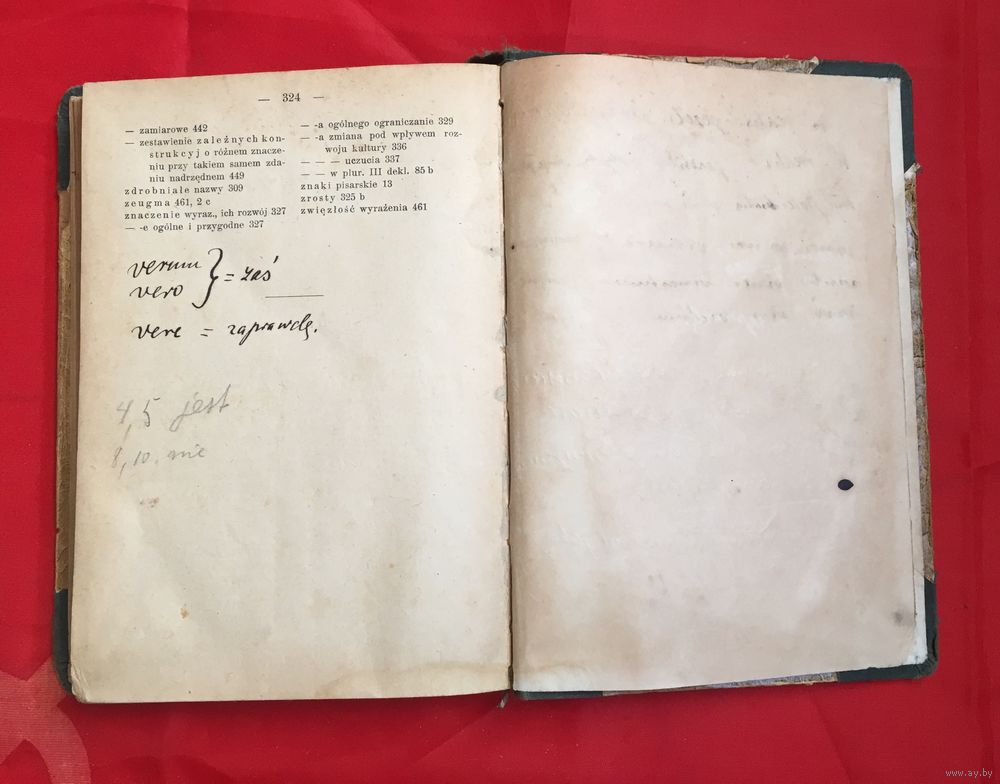 — 324 —
— zamiarowe 442
— zestawienie zależnych kon-
strukcyj o różnem znacze-
niu przy takiem samem zda-
niu nadrzędnem 449
zdrobniałe nazwy 309
zeugma 461, 2 c
znaczenie wyraz., ich rozwój 327
— -e ogólne i przygodne 327
— -a ogólnego ograniczanie 329
— -a zmiana pod wpływem roz-
woju kultury 336
— — — uczucia 337
— — w plur. III dekl. 85 b
znaki pisarskie 13
zrosty 325 b
zwięzłość wyrażenia 461
verum
vero } = zaś
vere = zaprawdę.
4, 5 jest
8, 10. nie
www.ay.by